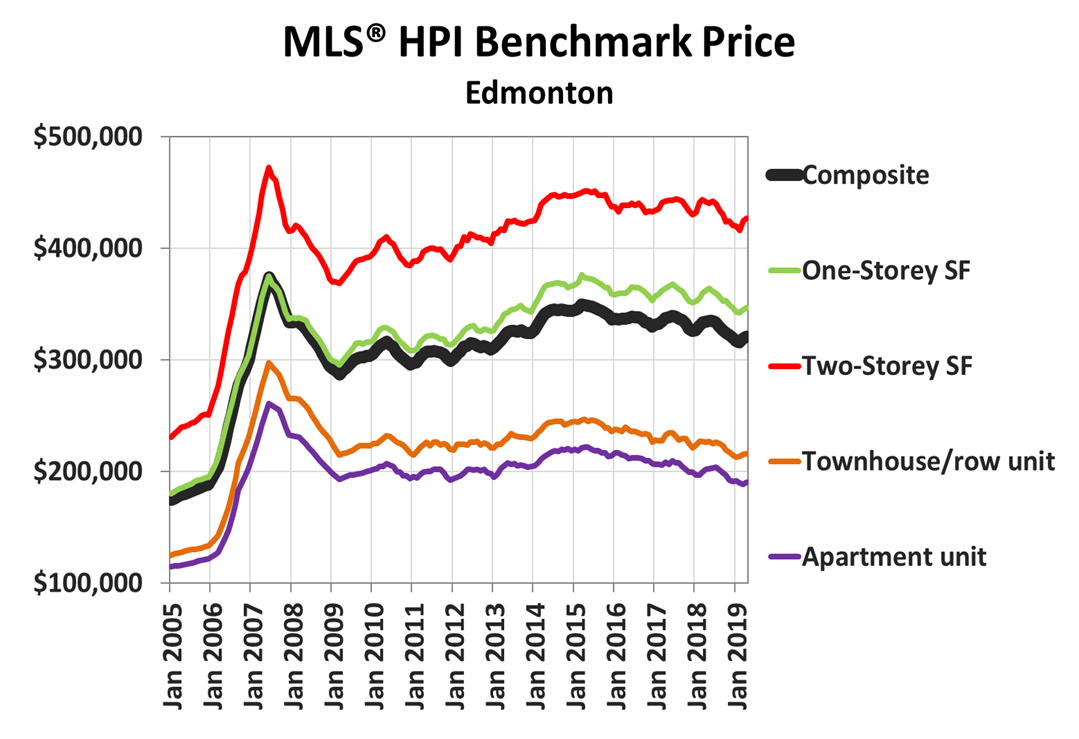 MLS® HPI Benchmark Price
Edmonton
$500,000
$400,000
$300,000
$200,000
$100,000
Jan 2005
Jan 2006
Jan 2007
Jan 2008
Jan 2009
Jan 2010
Jan 2011
Jan 2012
Jan 2013
Jan 2014
Jan 2015
Jan 2016
Jan 2017
Jan 2018
Jan 2019
Composite
One-Storey SF
Two-Storey SF
Townhouse/row unit
Apartment unit